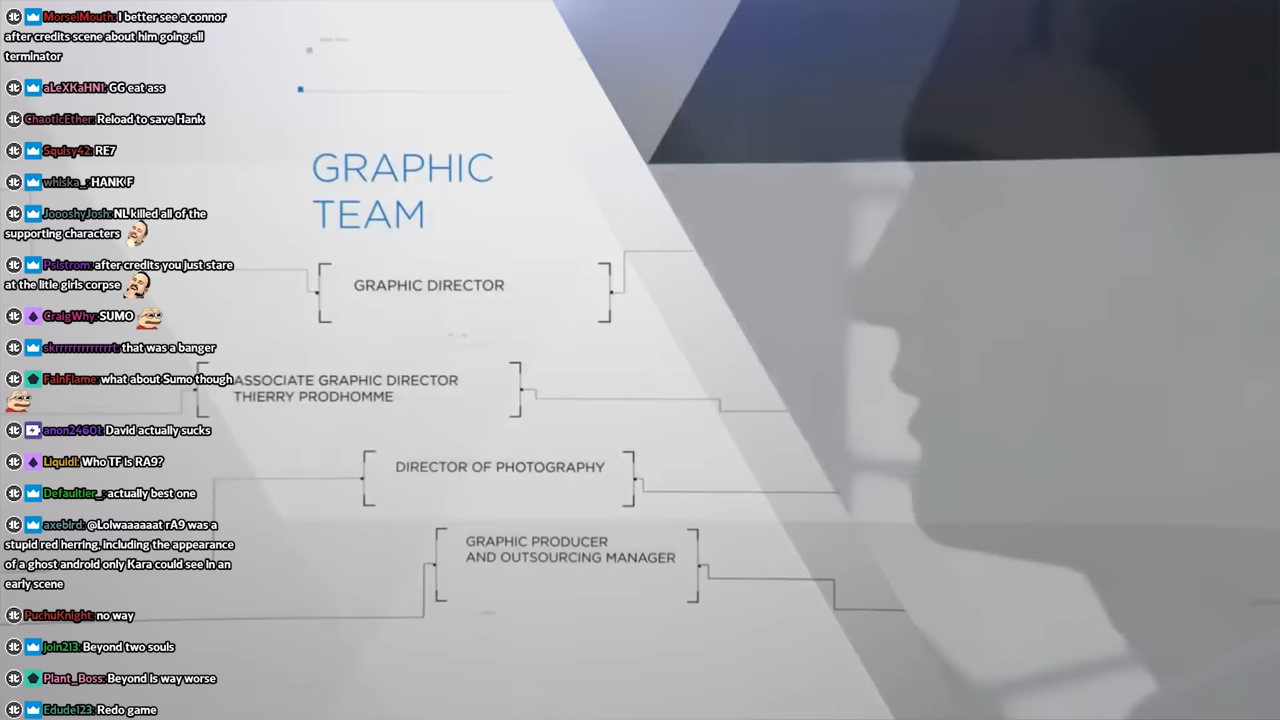 MorselMouth: I better see a connor
after credits scene about him going all
terminator
aLeXKaHN1: GG eat ass
ChaoticEther: Reload to save Hank
Squisy42: RE7
whiska_: HANK F
JoooshyJosh: NL killed all of the
supporting characters
Pslstrom: after credits you just stare
at the litle girls corpse
CraigWhy: SUMO
skrrrrrrrrrrrrt: that was a banger
FainFlame: what about Sumo though
anon24601: David actually sucks
Liquidl: Who TF is RA9?
Defaultier_: actually best one
axebird: @Lolwaaaaaat rA9 was a
stupid red herring, including the appearance
of a ghost android only Kara could see in an
early scene
PuchuKnight: no way
Join213: Beyond two souls
Plant_Boss: Beyond is way worse
Edude123: Redo game
GRAPHIC
TEAM
GRAPHIC DIRECTOR
ASSOCIATE GRAPHIC DIRECTOR
THIERRY PRODHOMME
DIRECTOR OF PHOTOGRAPHY
GRAPHIC PRODUCER
AND OUTSOURCING MANAGER